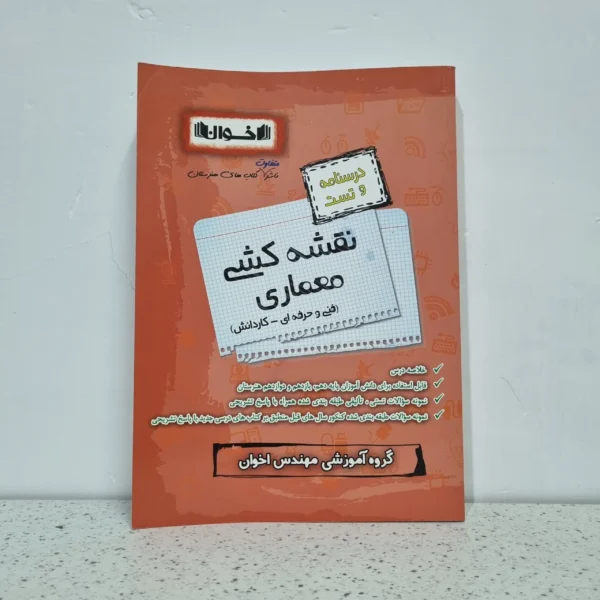 اخوان
متفاوت
ناشر کتاب های هنرستان
درسنامه
و تست
نقشه کشی
معماری
(فنی و حرفه ای - کاردانش)
خلاصه درس
قابل استفاده برای دانش آموزان پایه دهم، یازدهم و دوازدهم هنرستان
نمونه سوالات تستی ، تألیفی طبقه بندی شده همراه با پاسخ تشریحی
نمونه سوالات طبقه بندی شده کنکور سال های قبل منطبق بر کتاب های درسی جدید با پاسخ تشریحی
گروه آموزشی مهندس اخوان